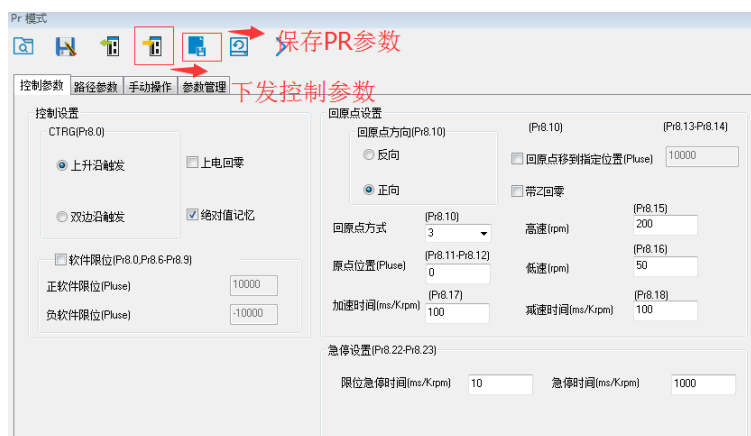 Pr 模式
保存PR参数
控制参数 路径参数 手动操作 参数管理
下发控制参数
控制设置
CTRG(Pr8.0)
上升沿触发
上电回零
双边沿触发
绝对值记忆
软件限位(Pr8.0,Pr8.6-Pr8.9)
正软件限位(Pluse) 10000
负软件限位(Pluse) -10000
回原点设置
回原点方向(Pr8.10)
反向
正向
(Pr8.10) (Pr8.13-Pr8.14)
回原点移到指定位置(Pluse) 10000
带Z回零
(Pr8.10) (Pr8.15)
回原点方式 3 高速(rpm) 200
(Pr8.11-Pr8.12) (Pr8.16)
原点位置(Pluse) 0 低速(rpm) 50
(Pr8.17) (Pr8.18)
加速时间(ms/Krpm) 100 减速时间(ms/Krpm) 100
急停设置(Pr8.22-Pr8.23)
限位急停时间(ms/Krpm) 10 急停时间(ms/Krpm) 1000